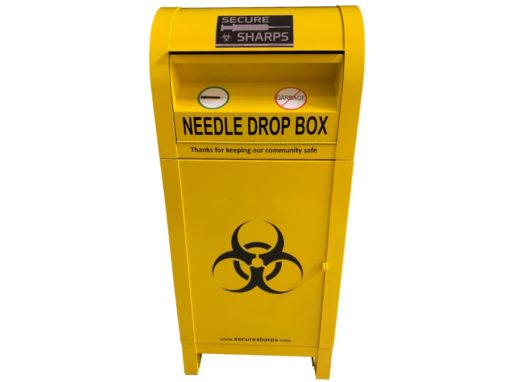 SECURE
SHARPS
GARBAGE
NEEDLE DROP BOX
Thanks for keeping our community safe
www.securesharps.com